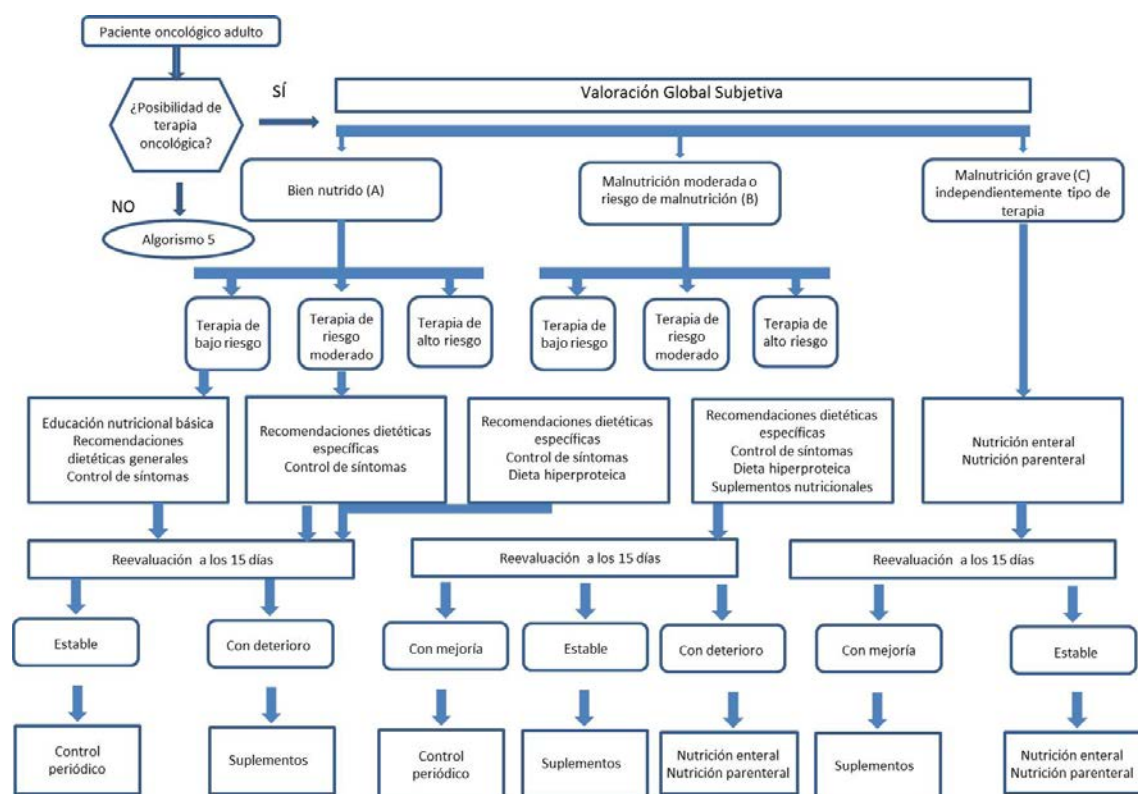 Paciente oncológico adulto
¿Posibilidad de
terapia
oncológica?
SÍ
Valoración Global Subjetiva
NO
Algorismo 5
Bien nutrido (A)
Malnutrición moderada o
riesgo de malnutrición (B)
Malnutrición grave (C)
independientemente tipo de
terapia
Terapia de
bajo riesgo
Terapia de
riesgo
moderado
Terapia de
alto riesgo
Terapia de
bajo riesgo
Terapia de
riesgo
moderado
Terapia de
alto riesgo
Educación nutricional básica
Recomendaciones
dietéticas generales
Control de síntomas
Recomendaciones dietéticas
específicas
Control de síntomas
Recomendaciones dietéticas
específicas
Control de síntomas
Dieta hiperproteica
Recomendaciones dietéticas
específicas
Control de síntomas
Dieta hiperproteica
Suplementos nutricionales
Nutrición enteral
Nutrición parenteral
Reevaluación a los 15 días
Reevaluación a los 15 días
Reevaluación a los 15 días
Estable
Con deterioro
Con mejoría
Estable
Con deterioro
Con mejoría
Estable
Control
periódico
Suplementos
Control
periódico
Suplementos
Nutrición enteral
Nutrición parenteral
Suplementos
Nutrición enteral
Nutrición parenteral